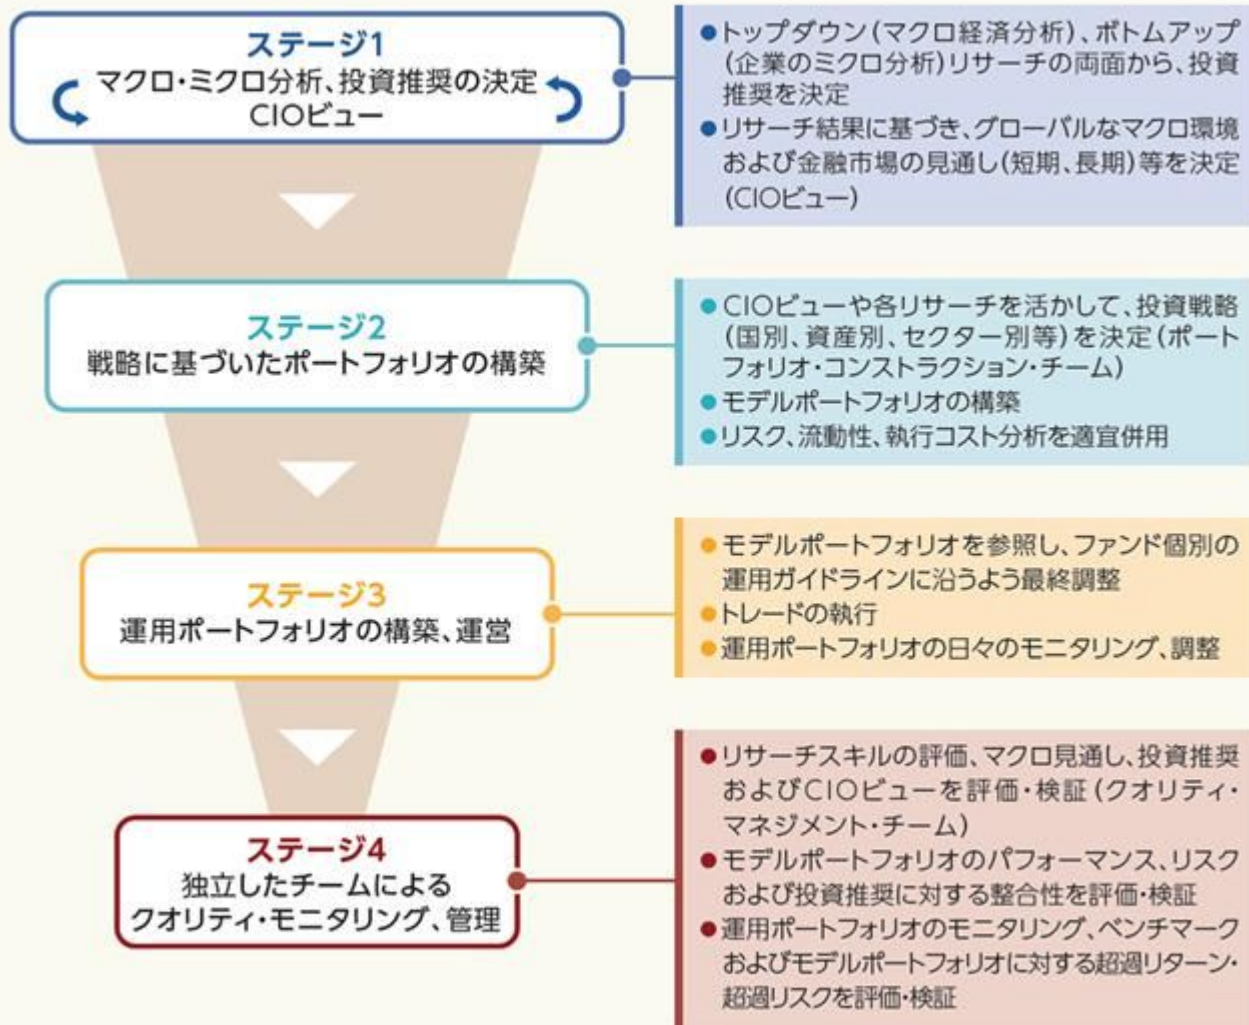 ステージ1
マクロ・ミクロ分析、投資推奨の決定
CIOビュー
●トップダウン(マクロ経済分析)、ボトムアップ
(企業のミクロ分析)リサーチの両面から、投資
推奨を決定
●リサーチ結果に基づき、グローバルなマクロ環境
および金融市場の見通し(短期、長期)等を決定
(CIOビュー)
ステージ2
戦略に基づいたポートフォリオの構築
●CIOビューや各リサーチを活かして、投資戦略
(国別、資産別、セクター別等)を決定(ポート
フォリオ・コンストラクション・チーム)
●モデルポートフォリオの構築
●リスク、流動性、執行コスト分析を適宜併用
ステージ3
運用ポートフォリオの構築、運営
●モデルポートフォリオを参照し、ファンド個別の
運用ガイドラインに沿うよう最終調整
●トレードの執行
●運用ポートフォリオの日々のモニタリング、調整
ステージ4
独立したチームによる
クオリティ・モニタリング、管理
●リサーチスキルの評価、マクロ見通し、投資推奨
およびCIOビューを評価・検証(クオリティ・
マネジメント・チーム)
●モデルポートフォリオのパフォーマンス、リスク
および投資推奨に対する整合性を評価・検証
●運用ポートフォリオのモニタリング、ベンチマーク
およびモデルポートフォリオに対する超過リターン・
超過リスクを評価・検証